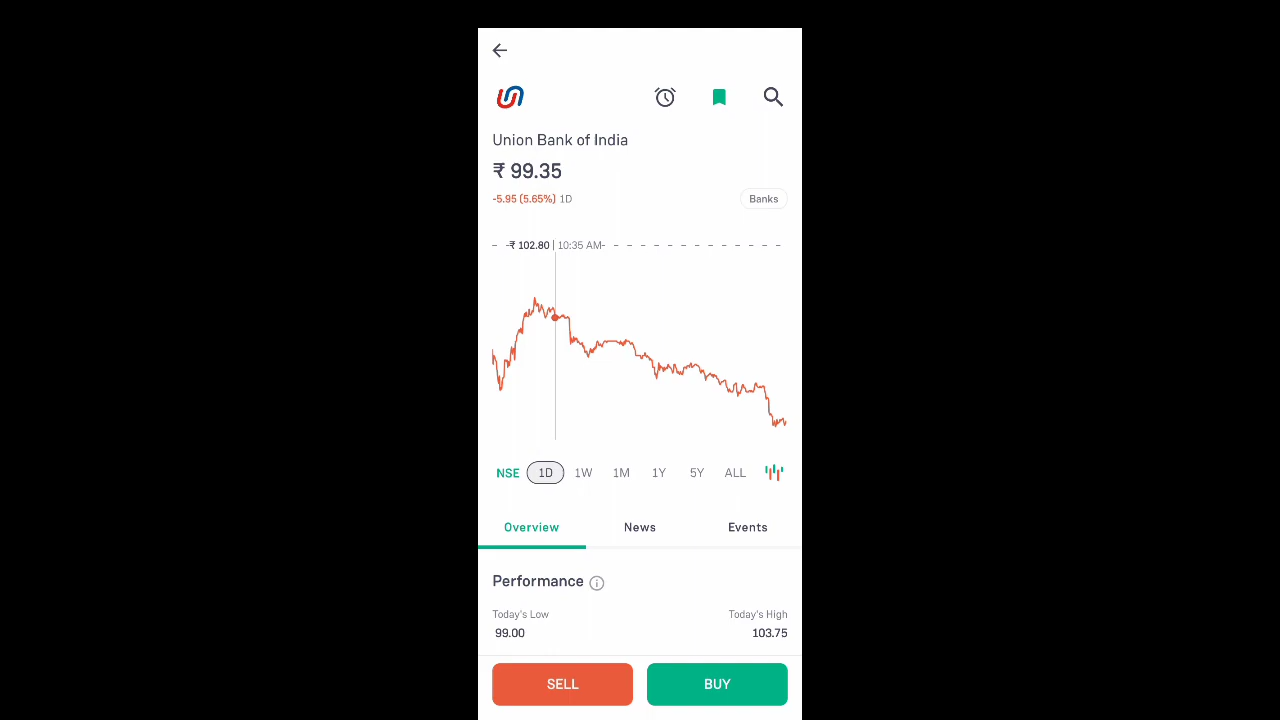 Union Bank of India
₹ 99.35
-5.95 (5.65%) 1D
Banks
₹ 102.80 | 10:35 AM
NSE 1D 1W 1M 1Y 5Y ALL
Overview News Events
Performance
Today's Low Today's High
99.00 103.75
SELL BUY